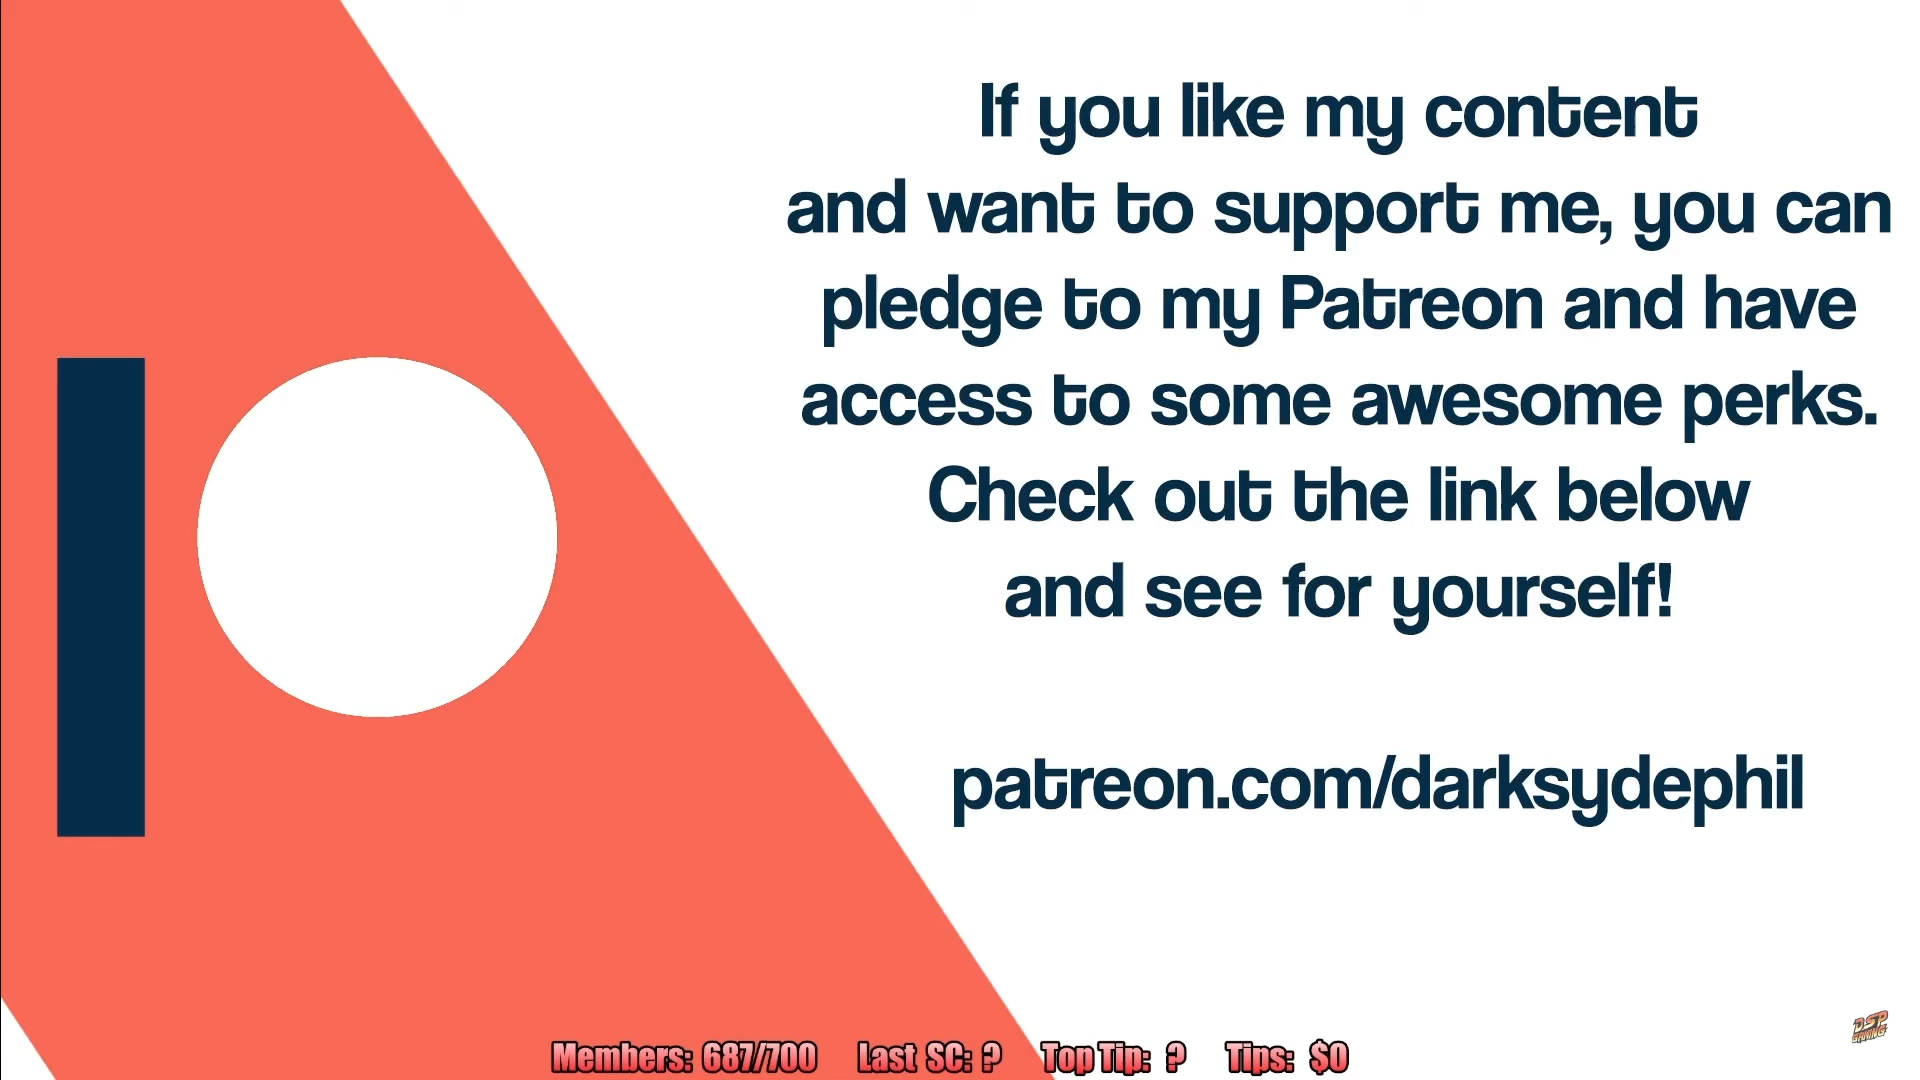 If you like my content
and want to support me, you can
pledge to my Patreon and have
access to some awesome perks.
Check out the link below
and see for yourself!
patreon.com/darksydephil
Members: 687/700 Last SC: ? Top Tip: ? Tips: $0
DSP
GAMING